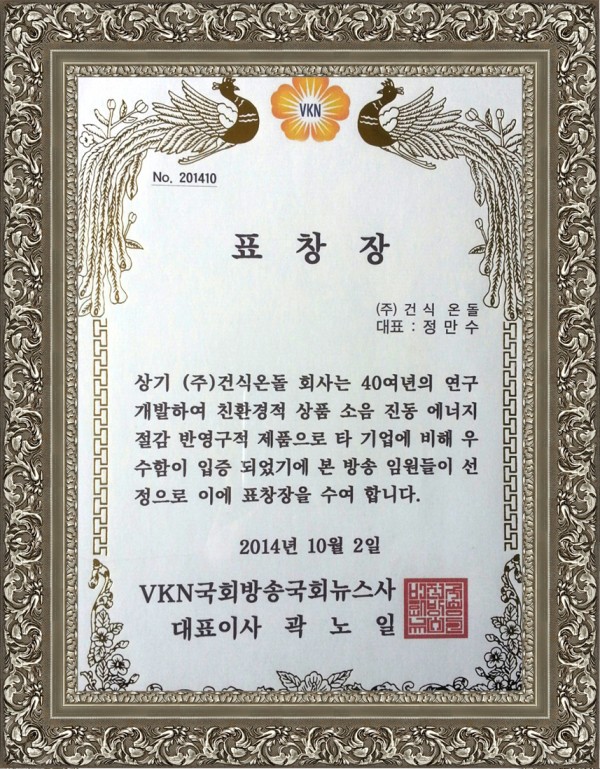 VKN
No. 201410
표 창 장
(주) 건 식 온 돌
대표 : 정 만 수
상기 (주)건식온돌 회사는 40여년의 연구
개발하여 친환경적 상품 소음 진동 에너지
절감 반영구적 제품으로 타 기업에 비해 우
수함이 입증 되었기에 본 방송 임원들이 선
정으로 이에 표창장을 수여 합니다.
2014년 10월 2일
VKN국회방송국회뉴스사
대표이사 곽 노 일